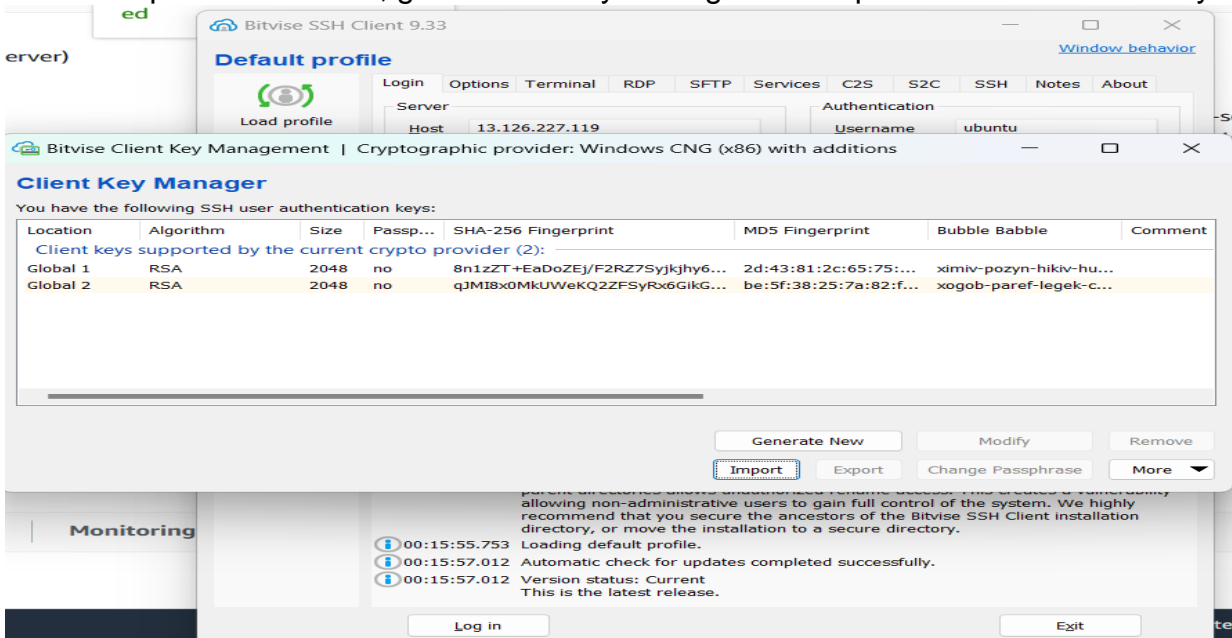 ed
Bitvise SSH Client 9.33
erver)
Window behavior
Default profile
Login Options Terminal RDP SFTP Services C2S S2C SSH Notes About
Server
Authentication
Load profile
Host 13.126.227.119
Username ubuntu
Bitvise Client Key Management | Cryptographic provider: Windows CNG (x86) with additions
Client Key Manager
You have the following SSH user authentication keys:
Location Algorithm Size Passp... SHA-256 Fingerprint MD5 Fingerprint Bubble Babble Comment
Client keys supported by the current crypto provider (2):
Global 1 RSA 2048 no 8n1zZT+EaDoZEj/F2RZ7Syjkjhy6... 2d:43:81:2c:65:75:... ximiv-pozyn-hikiv-hu...
Global 2 RSA 2048 no qJMI8x0MkUWeKQ2ZFSyRx6GikG... be:5f:38:25:7a:82:f... xogob-paref-legek-c...
Generate New Modify Remove
Import Export Change Passphrase More
allowing non-administrative users to gain full control of the system. We highly
recommend that you secure the ancestors of the Bitvise SSH Client installation
directory, or move the installation to a secure directory.
Monitoring
00:15:55.753 Loading default profile.
00:15:57.012 Automatic check for updates completed successfully.
00:15:57.012 Version status: Current
This is the latest release.
Log in
Exit